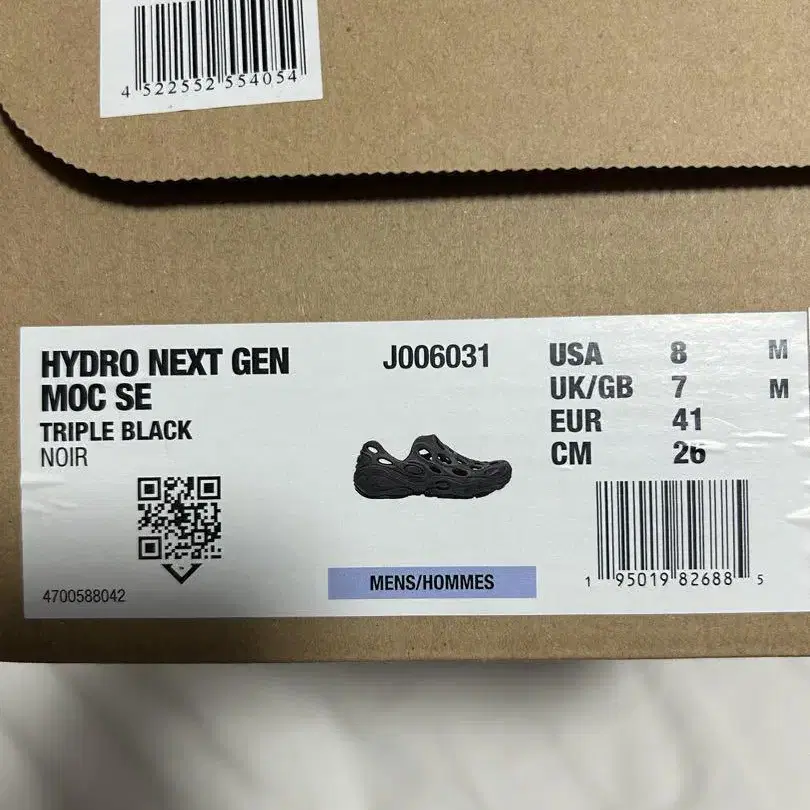 4 522552 554054
HYDRO NEXT GEN
MOC SE
TRIPLE BLACK
NOIR
4700588042
J006031
MENS/HOMMES
USA 8 M
UK/GB 7 M
EUR 41
CM 26
1 95019 82688 5